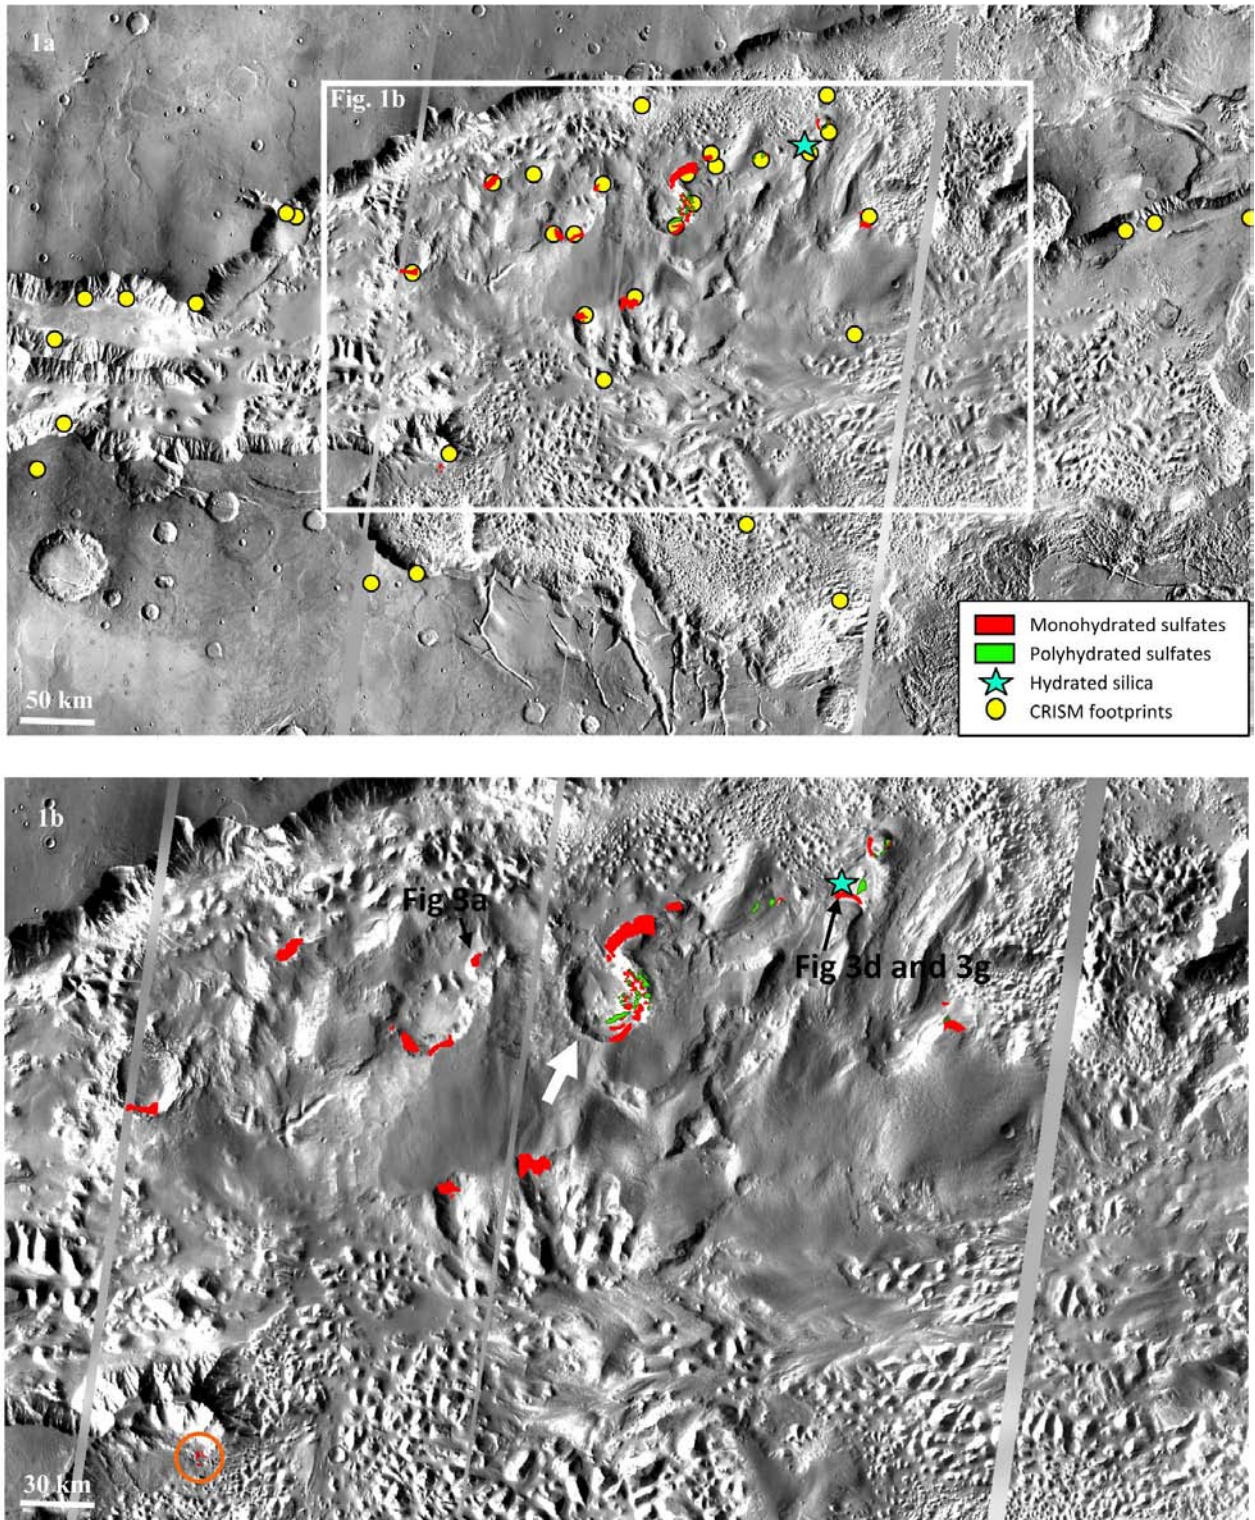 1a
Fig. 1b
Monohydrated sulfates
Polyhydrated sulfates
Hydrated silica
CRISM footprints
50 km
1b
Fig 3a
Fig 3d and 3g
30 km